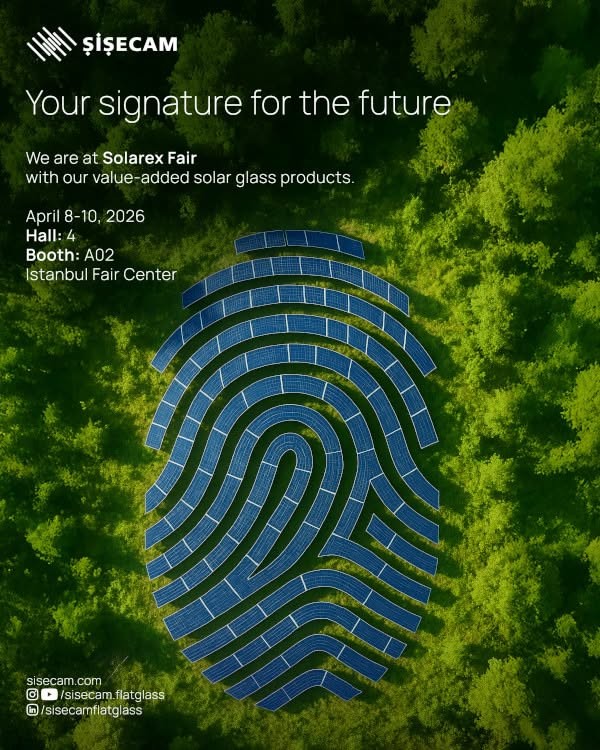 ŞİŞECAM
Your signature for the future
We are at Solarex Fair
with our value-added solar glass products.
April 8-10, 2026
Hall: 4
Booth: A02
Istanbul Fair Center
sisecam.com
/sisecam.flatglass
/sisecamflatglass